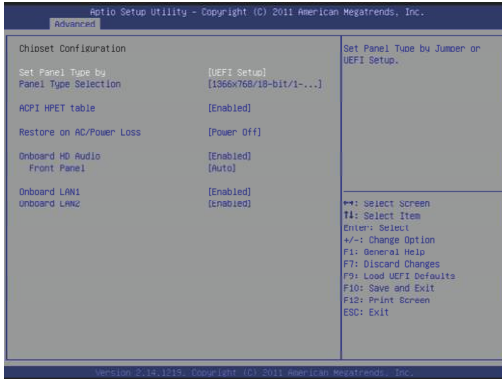 Aptio Setup Utility - Copyright (C) 2011 American Megatrends, Inc.
Advanced
Chipset Configuration
Set Panel Type by [UEFI Setup]
Panel Type Selection [1366x768/18-bit/1-...]
ACPI HPET table [Enabled]
Restore on AC/Power Loss [Power Off]
Onboard HD Audio [Enabled]
Front Panel [Auto]
Onboard LAN1 [Enabled]
Onboard LAN2 [Enabled]
Set Panel Type by Jumper or
UEFI Setup.
↔: Select Screen
↑↓: Select Item
Enter: Select
+/-: Change Option
F1: General Help
F7: Discard Changes
F9: Load UEFI Defaults
F10: Save and Exit
F12: Print Screen
ESC: Exit
Version 2.14.1219. Copyright (C) 2011 American Megatrends, Inc.